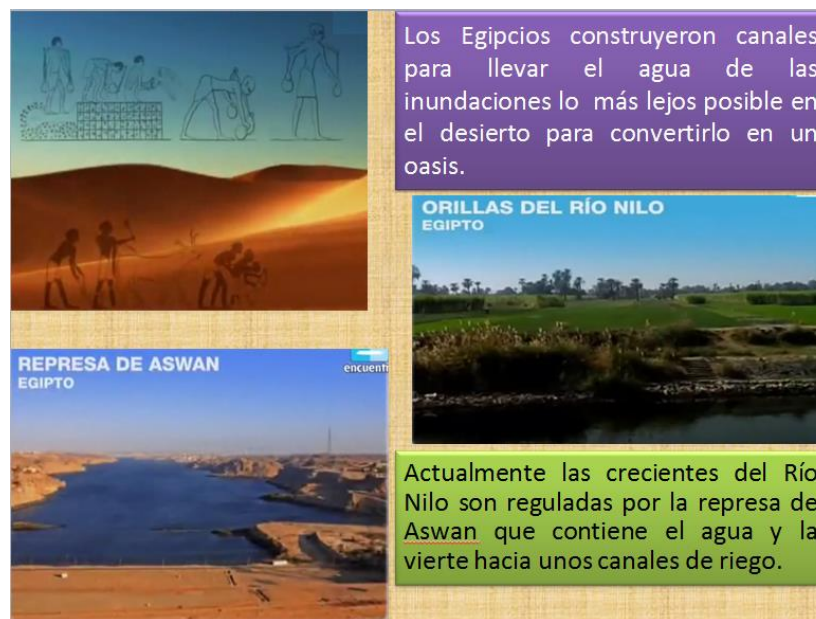 Los Egipcios construyeron canales
para llevar el agua de las
inundaciones lo más lejos posible en
el desierto para convertirlo en un
oasis.
ORILLAS DEL RÍO NILO
EGIPTO
REPRESA DE ASWAN
EGIPTO
encuent
Actualmente las crecientes del Río
Nilo son reguladas por la represa de
Aswan que contiene el agua y la
vierte hacia unos canales de riego.